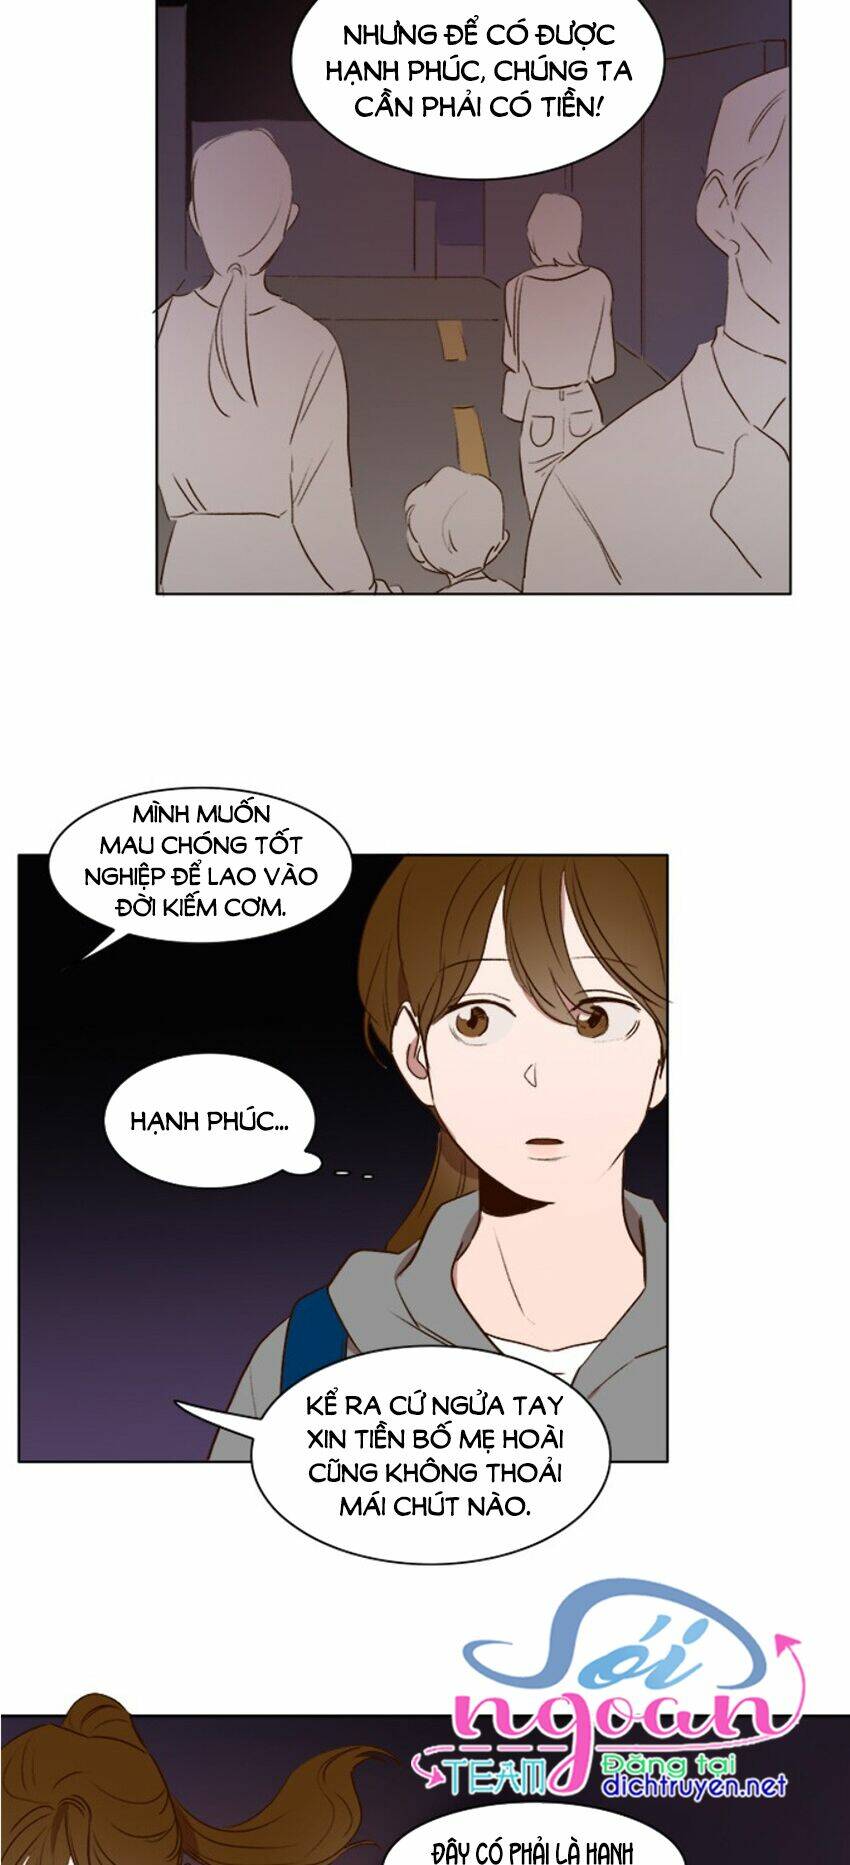 NHƯNG ĐỂ CÓ ĐƯỢC
HẠNH PHÚC, CHÚNG TA
CẦN PHẢI CÓ TIỀN!
MÌNH MUỐN
MAU CHÓNG TỐT
NGHIỆP ĐỂ LAO VÀO
ĐỜI KIẾM CƠM.
HẠNH PHÚC...
KỂ RA CỨ NGỬA TAY
XIN TIỀN BỐ MẸ HOÀI
CŨNG KHÔNG THOẢI
MÁI CHÚT NÀO.
Sói
ngoan
TEAM
Đăng tại
dichtruyen.net
ĐÂY CÓ PHẢI LÀ